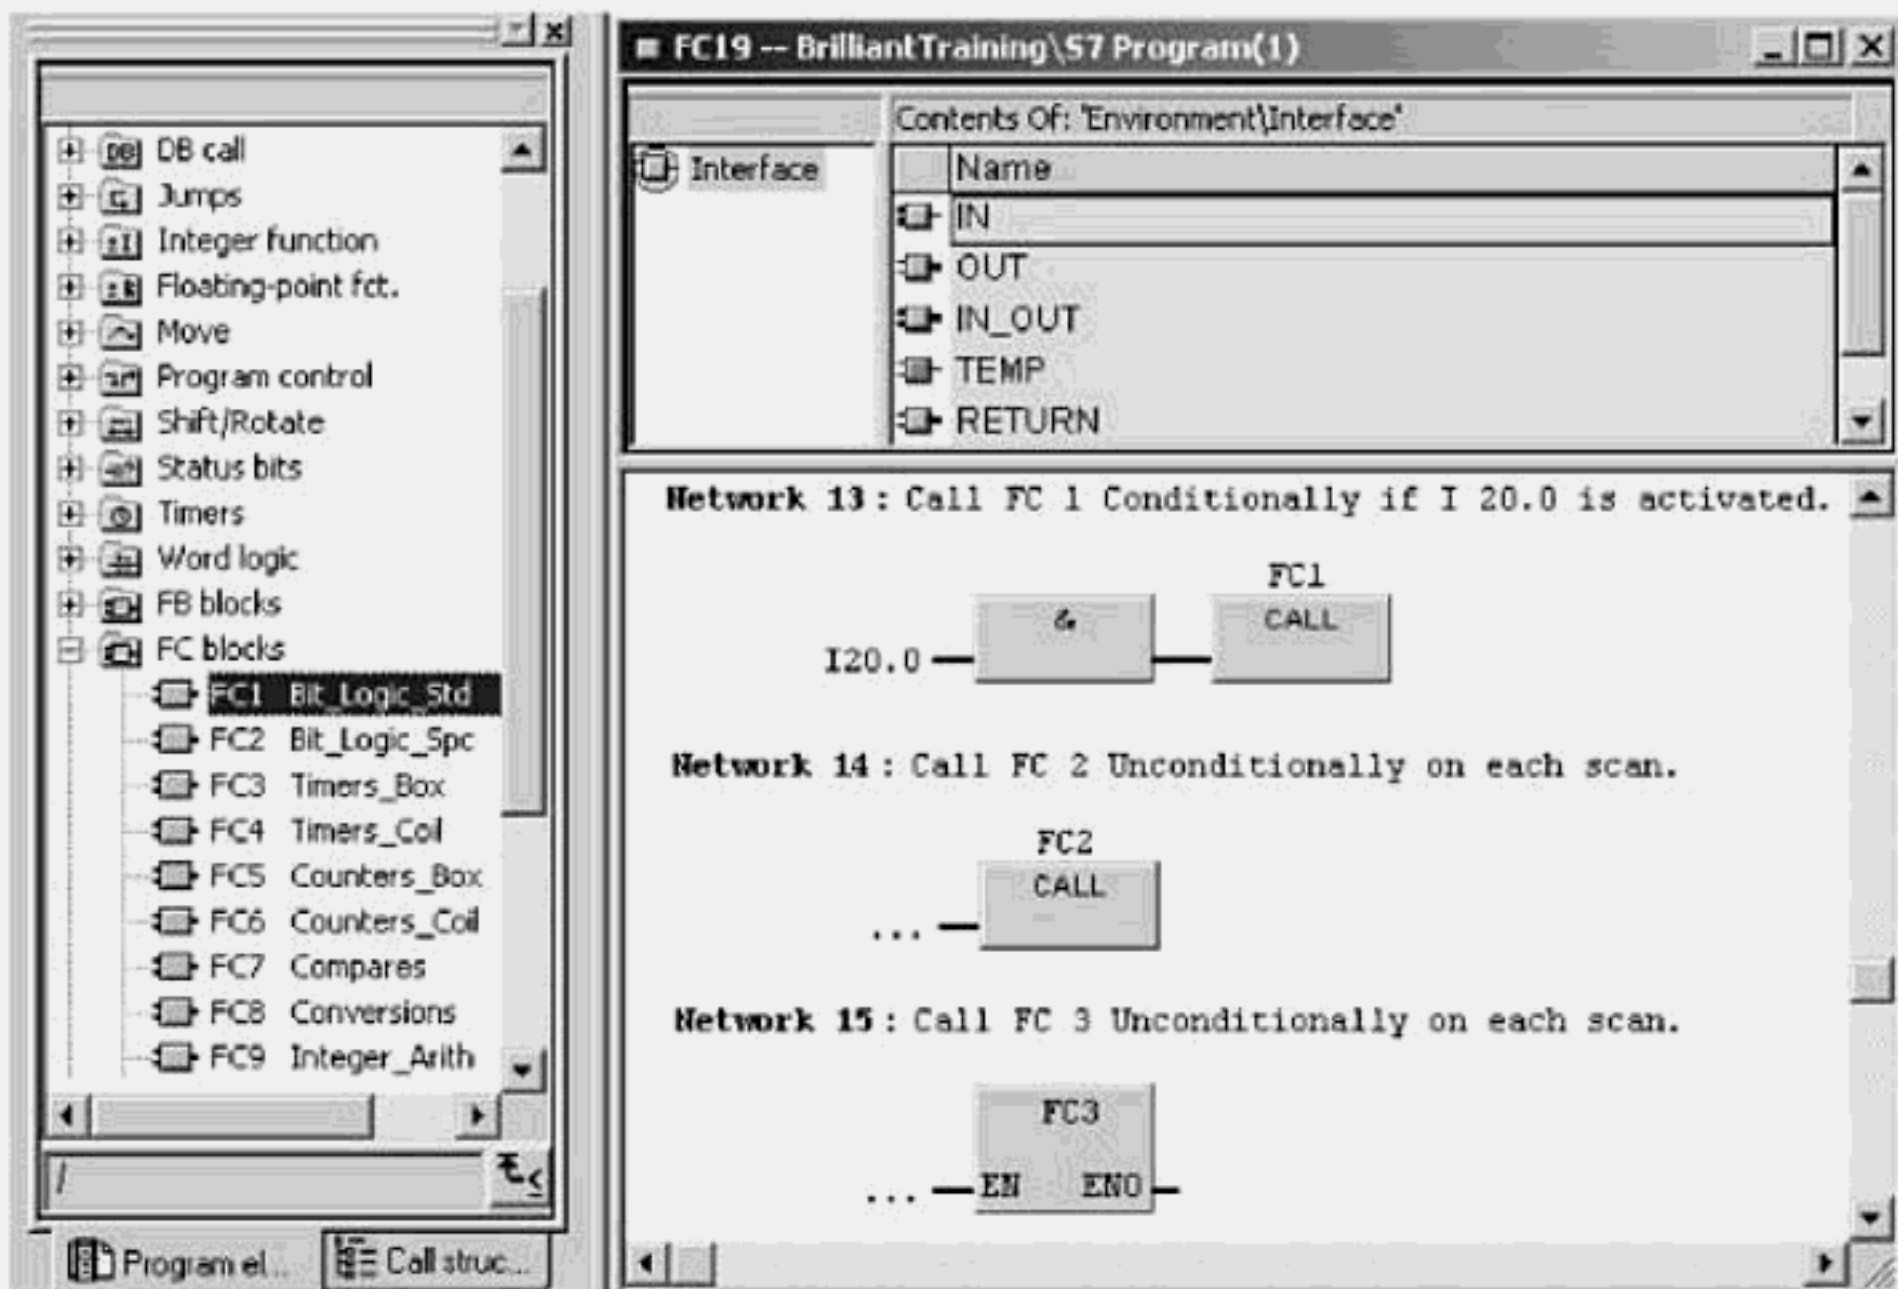 DB call
Jumps
Integer function
Floating-point fct.
Move
Program control
Shift/Rotate
Status bits
Timers
Word logic
FB blocks
FC blocks
FC1 Bit_Logic_Std
FC2 Bit_Logic_Spc
FC3 Timers_Box
FC4 Timers_Coil
FC5 Counters_Box
FC6 Counters_Coil
FC7 Compares
FC8 Conversions
FC9 Integer_Arith
/
Program el...
Call struc...
FC19 -- BrilliantTraining\S7 Program(1)
Contents Of: 'Environment\Interface'
Interface
Name
IN
OUT
IN_OUT
TEMP
RETURN
Network 13 : Call FC 1 Conditionally if I 20.0 is activated.
FC1
& CALL
I20.0
Network 14 : Call FC 2 Unconditionally on each scan.
FC2
CALL
...
Network 15 : Call FC 3 Unconditionally on each scan.
FC3
... EN ENO